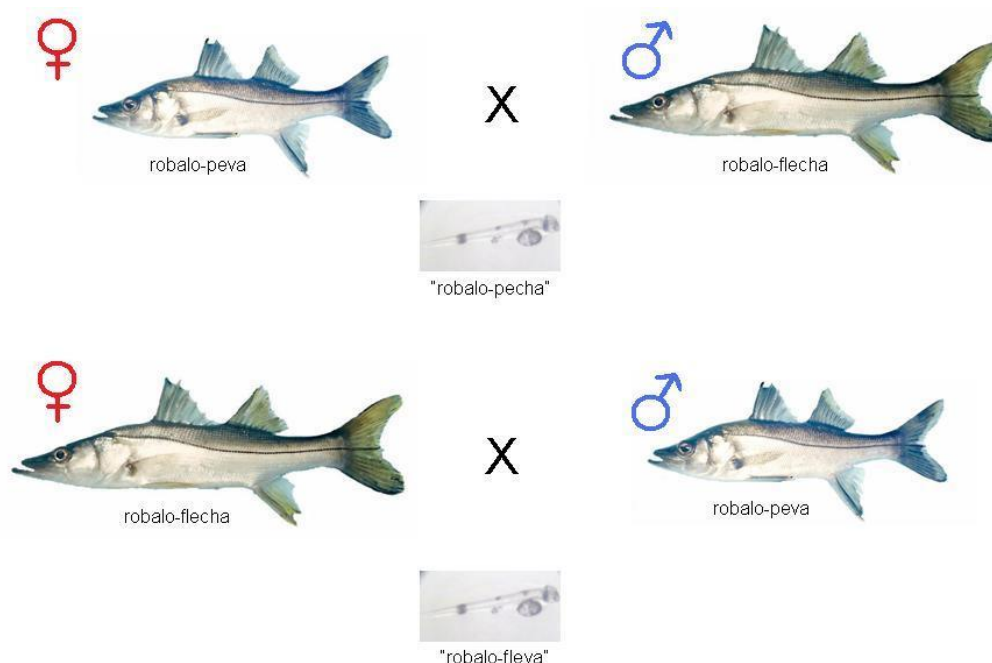 ♀
♂
X
robalo-peva
robalo-flecha
"robalo-pecha"
♀
♂
X
robalo-flecha
robalo-peva
"robalo-fleva"